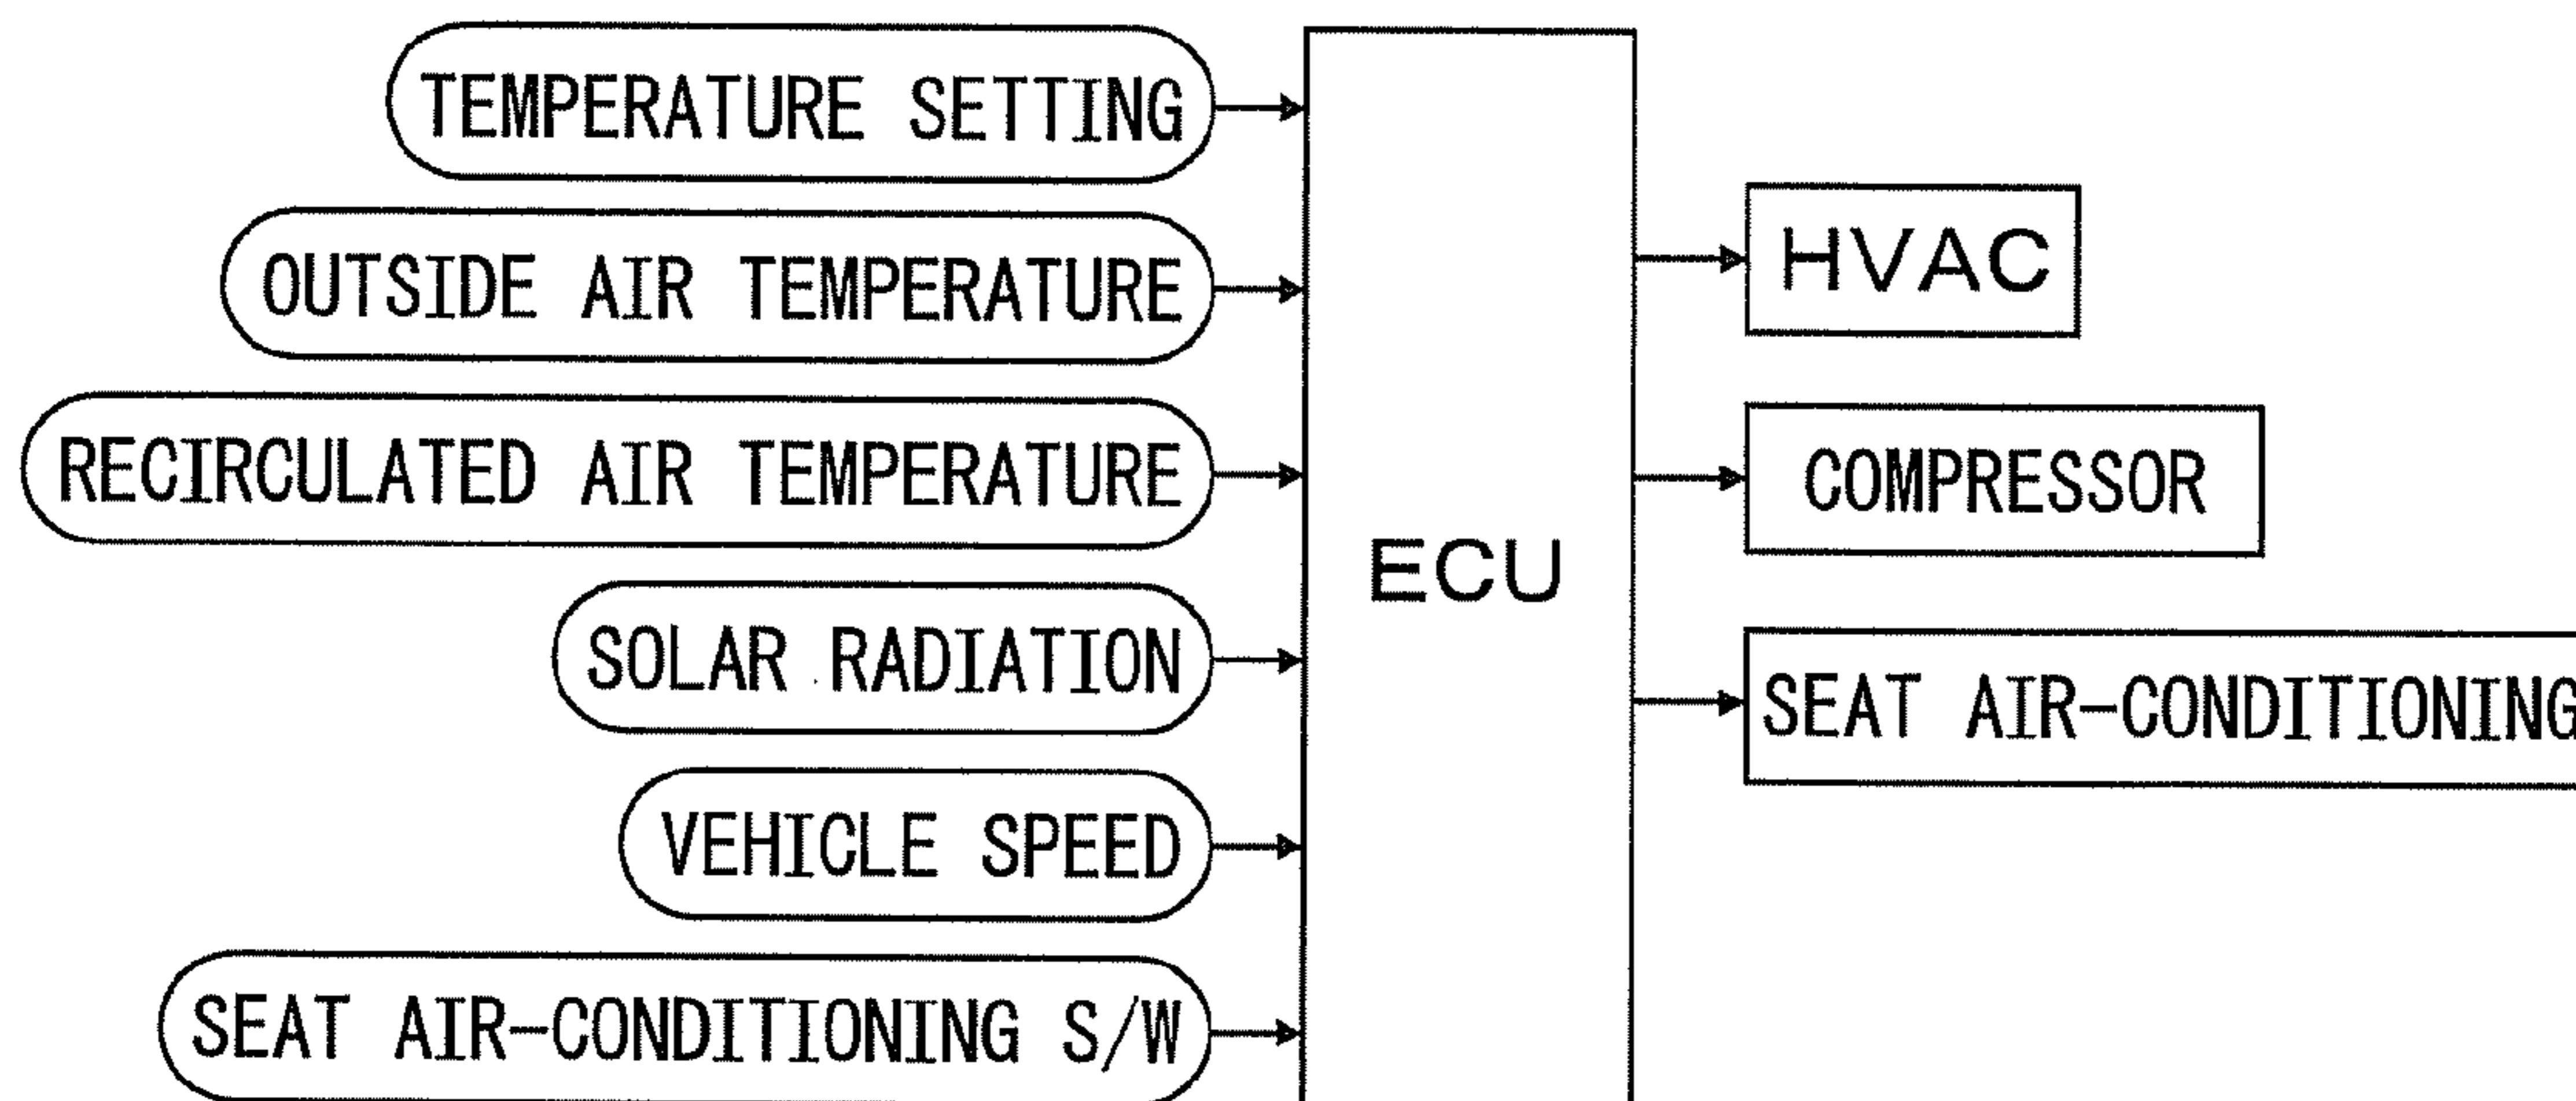 TEMPERATURE SETTING
OUTSIDE AIR TEMPERATURE
RECIRCULATED AIR TEMPERATURE
SOLAR RADIATION
VEHICLE SPEED
SEAT AIR-CONDITIONING S/W
ECU
HVAC
COMPRESSOR
SEAT AIR-CONDITIONING